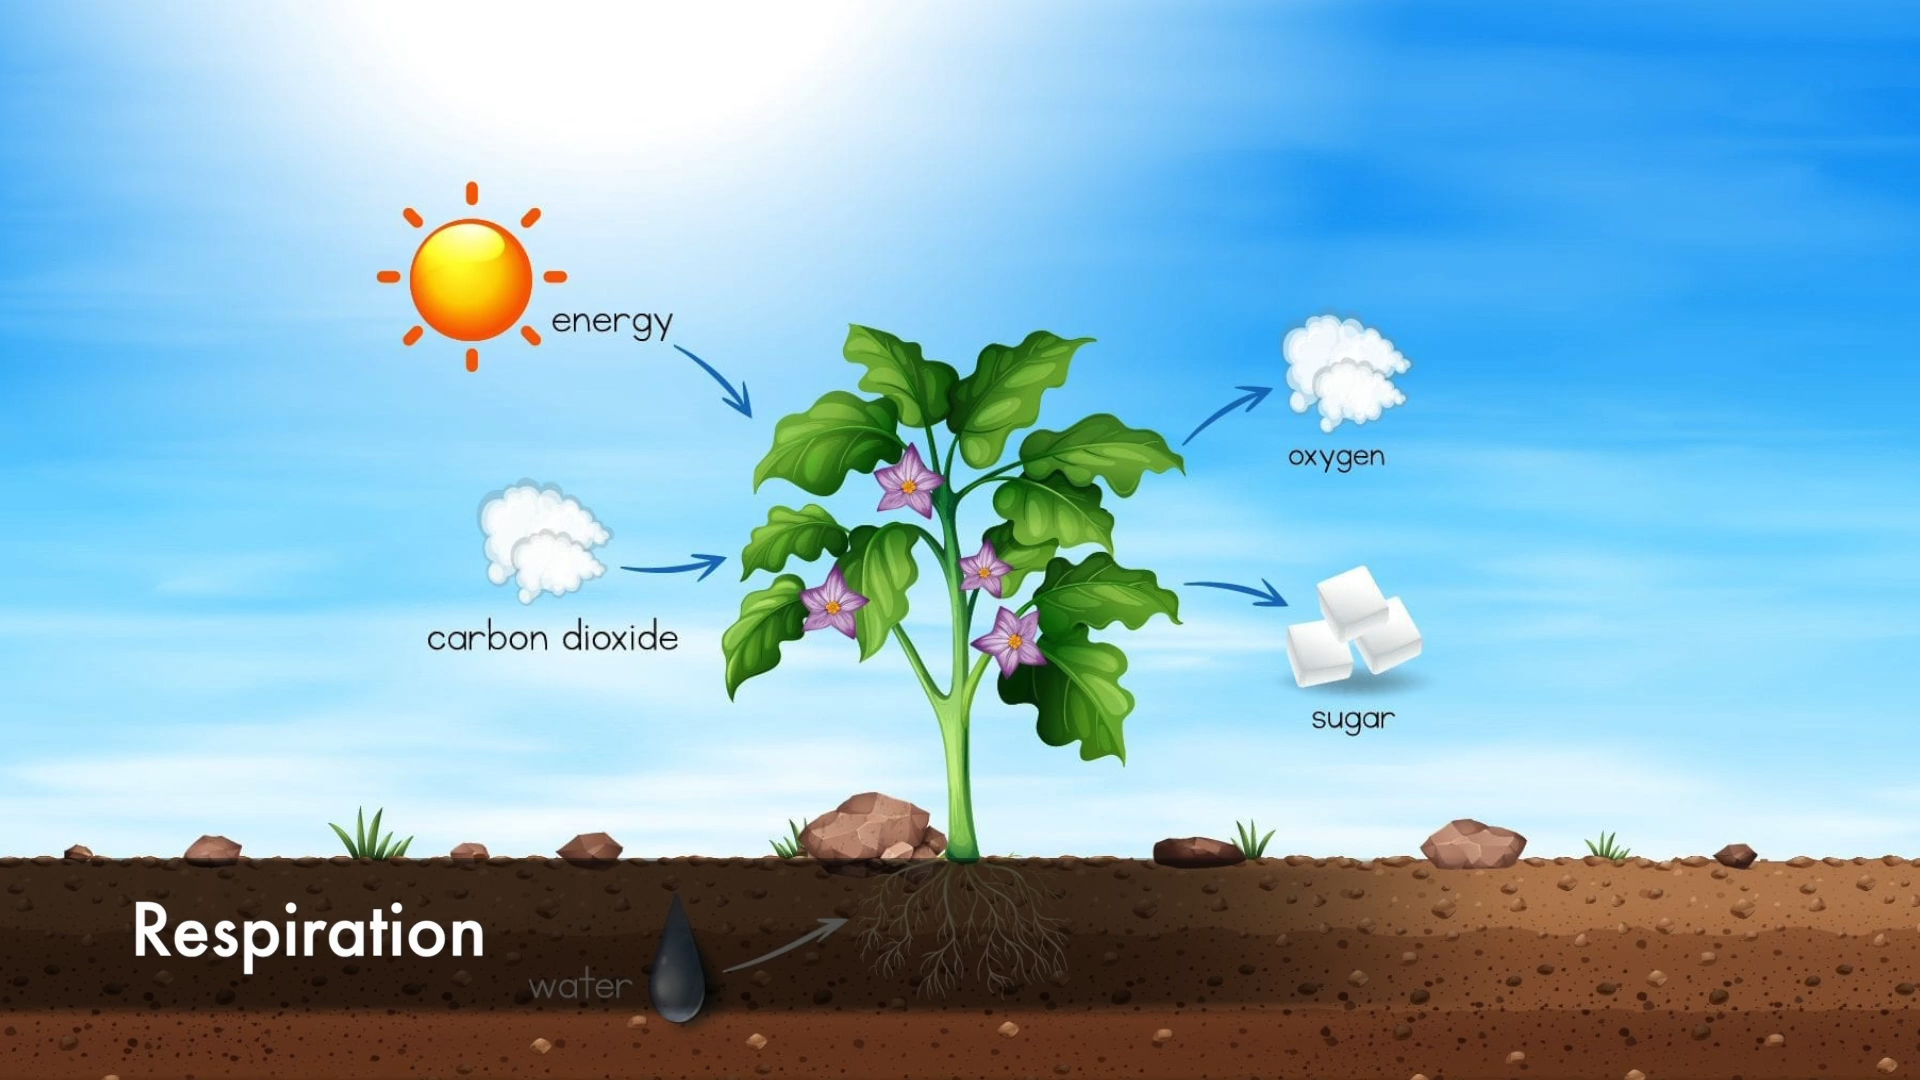 energy
oxygen
carbon dioxide
sugar
Respiration
water